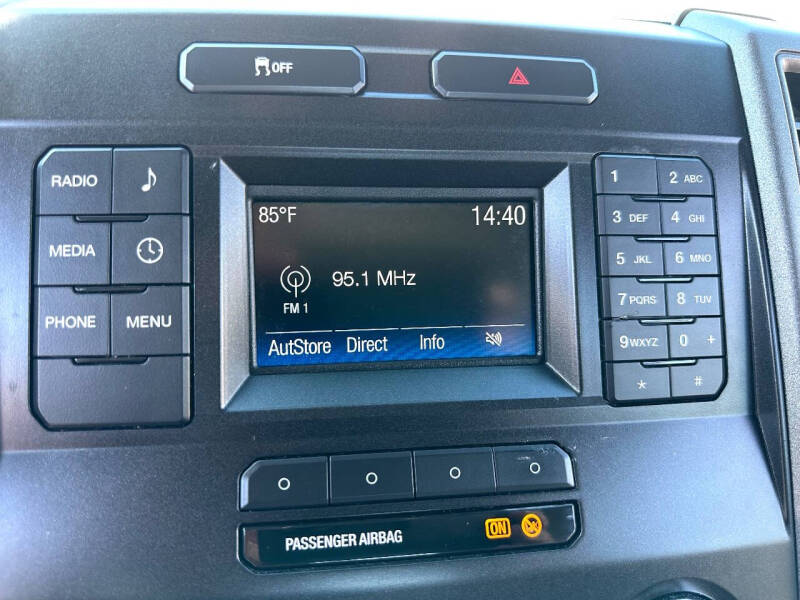 OFF
RADIO
MEDIA
PHONE MENU
85°F 14:40
95.1 MHz
FM 1
AutStore Direct Info
1 2 ABC
3 DEF 4 GHI
5 JKL 6 MNO
7 PQRS 8 TUV
9 WXYZ 0 +
* #
PASSENGER AIRBAG ON